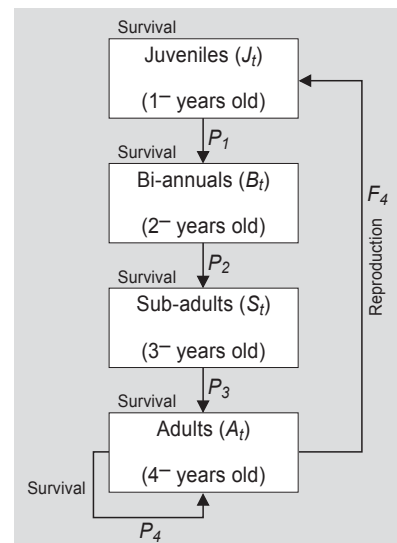 Survival
Juveniles (Jt)
(1– years old)
P1
Survival
Bi-annuals (Bt)
(2– years old)
P2
Survival
Sub-adults (St)
(3– years old)
P3
Survival
Adults (At)
(4– years old)
Survival
P4
F4
Reproduction